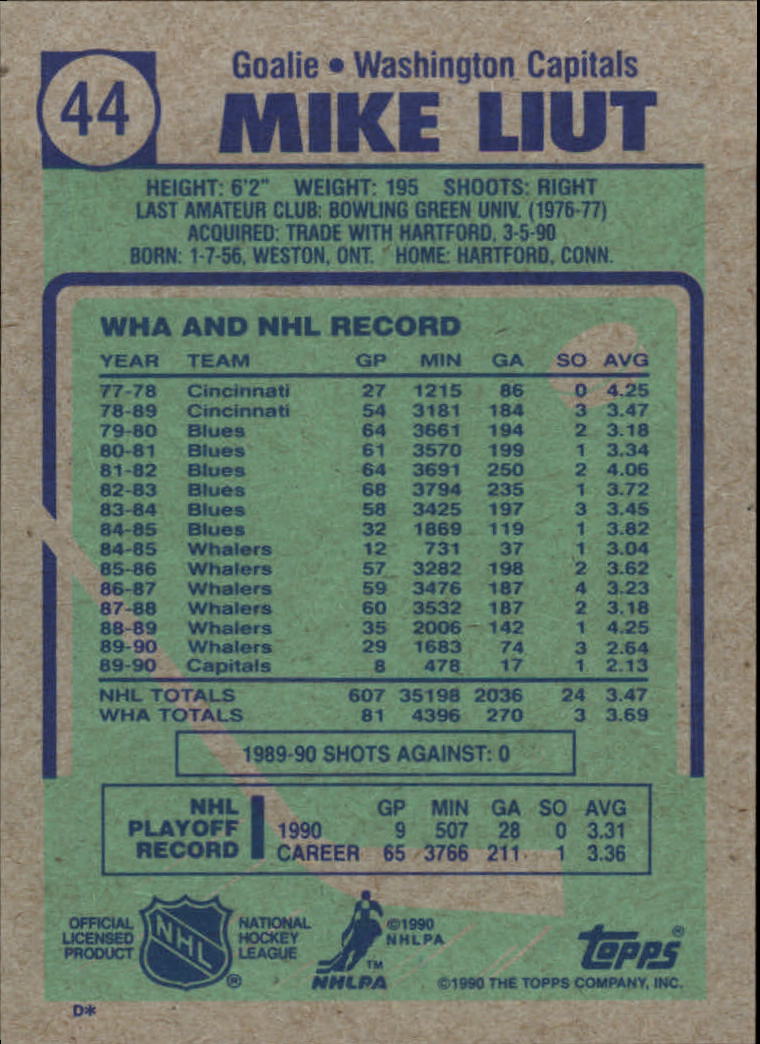 44
Goalie • Washington Capitals
MIKE LIUT
HEIGHT: 6'2" WEIGHT: 195 SHOOTS: RIGHT
LAST AMATEUR CLUB: BOWLING GREEN UNIV. (1976-77)
ACQUIRED: TRADE WITH HARTFORD, 3-5-90
BORN: 1-7-56, WESTON, ONT. HOME: HARTFORD, CONN.
WHA AND NHL RECORD
YEAR TEAM GP MIN GA SO AVG
77-78 Cincinnati 27 1215 86 0 4.25
78-89 Cincinnati 54 3181 184 3 3.47
79-80 Blues 64 3661 194 2 3.18
80-81 Blues 61 3570 199 1 3.34
81-82 Blues 64 3691 250 2 4.06
82-83 Blues 68 3794 235 1 3.72
83-84 Blues 58 3425 197 3 3.45
84-85 Blues 32 1869 119 1 3.82
84-85 Whalers 12 731 37 1 3.04
85-86 Whalers 57 3282 198 2 3.62
86-87 Whalers 59 3476 187 4 3.23
87-88 Whalers 60 3532 187 2 3.18
88-89 Whalers 35 2006 142 1 4.25
89-90 Whalers 29 1683 74 3 2.64
89-90 Capitals 8 478 17 1 2.13
NHL TOTALS 607 35198 2036 24 3.47
WHA TOTALS 81 4396 270 3 3.69
1989-90 SHOTS AGAINST: 0
NHL PLAYOFF RECORD
GP MIN GA SO AVG
1990 9 507 28 0 3.31
CAREER 65 3766 211 1 3.36
OFFICIAL LICENSED PRODUCT
NHL
®
NATIONAL HOCKEY LEAGUE
©1990 NHLPA
TM
NHLPA
topps®
©1990 THE TOPPS COMPANY, INC.
D*